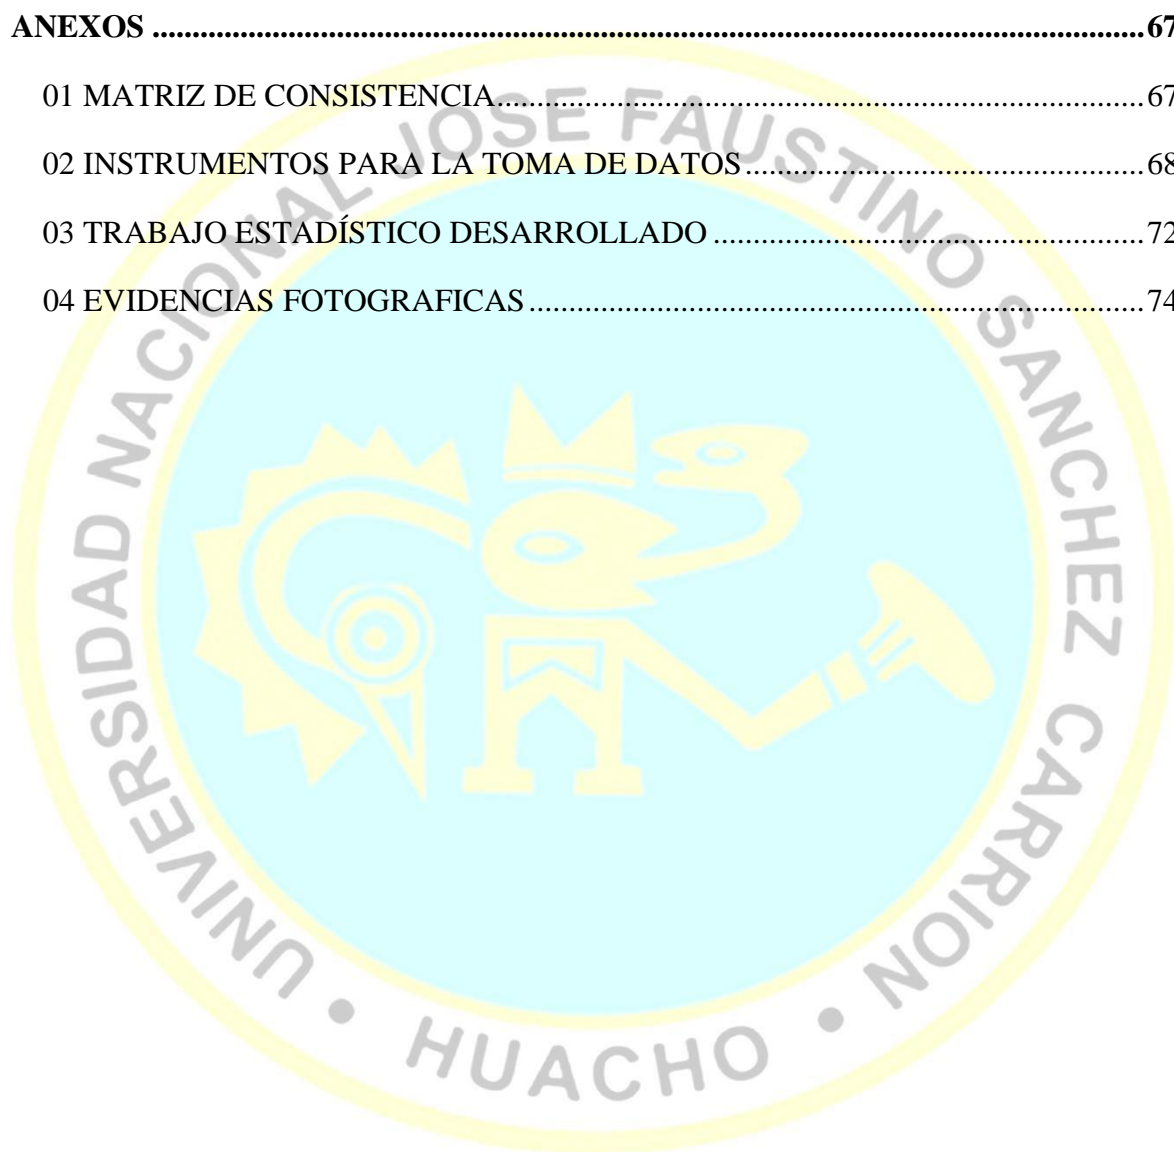 ANEXOS ............................................................................................................................. 67
01 MATRIZ DE CONSISTENCIA .................................................................................. 67
02 INSTRUMENTOS PARA LA TOMA DE DATOS ................................................... 68
03 TRABAJO ESTADÍSTICO DESARROLLADO ....................................................... 72
04 EVIDENCIAS FOTOGRAFICAS .............................................................................. 74
UNIVERSIDAD NACIONAL JOSE FAUSTINO SANCHEZ CARRION • HUACHO •